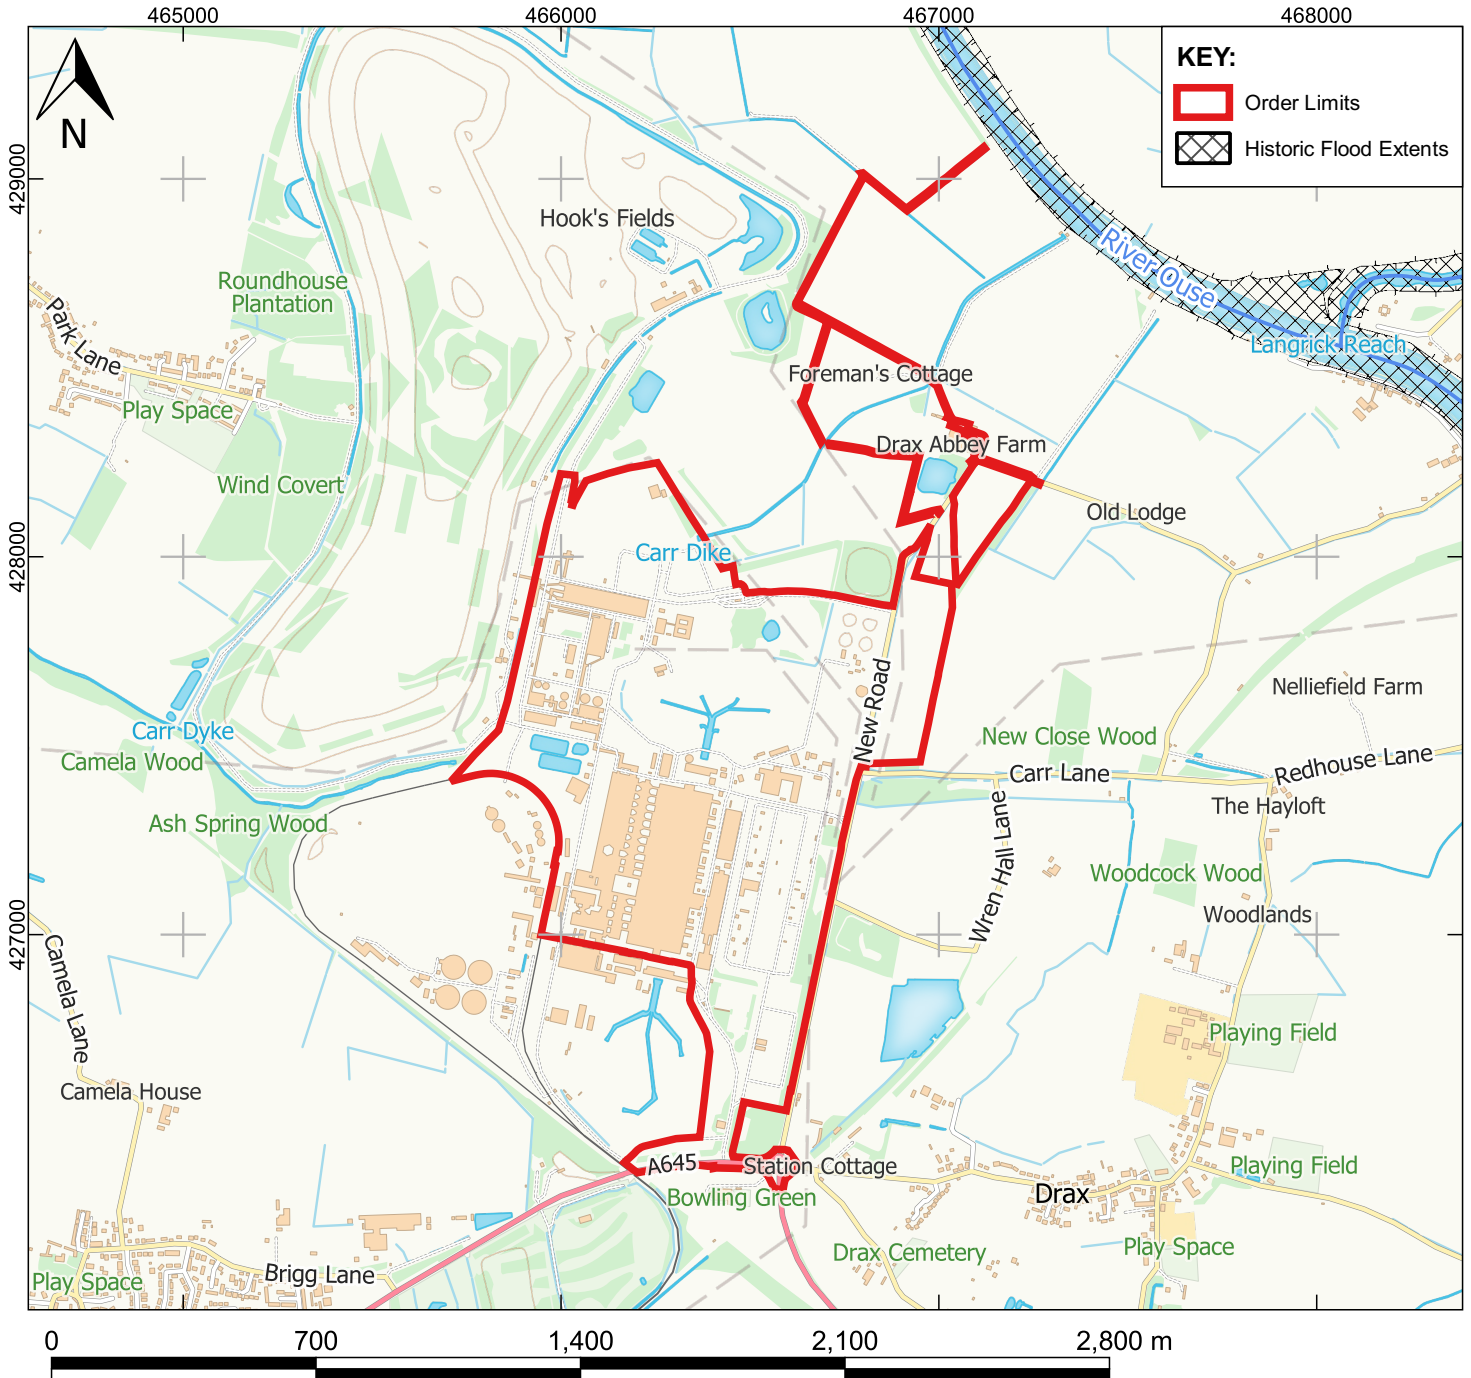 465000
466000
467000
468000
KEY:
Order Limits
Historic Flood Extents
N
429000
428000
427000
Hook's Fields
River Ouse
Roundhouse
Plantation
Park Lane
Langrick Reach
Foreman's Cottage
Play Space
Drax Abbey Farm
Wind Covert
Old Lodge
Carr Dike
Nelliefield Farm
New Road
Carr Dyke
New Close Wood
Camela Wood
Redhouse Lane
Carr Lane
The Hayloft
Ash Spring Wood
Wren Hall Lane
Woodcock Wood
Woodlands
Camela Lane
Playing Field
Camela House
A645
Station Cottage
Playing Field
Drax
Bowling Green
Drax Cemetery
Play Space
Brigg Lane
Play Space
0
700
1,400
2,100
2,800 m